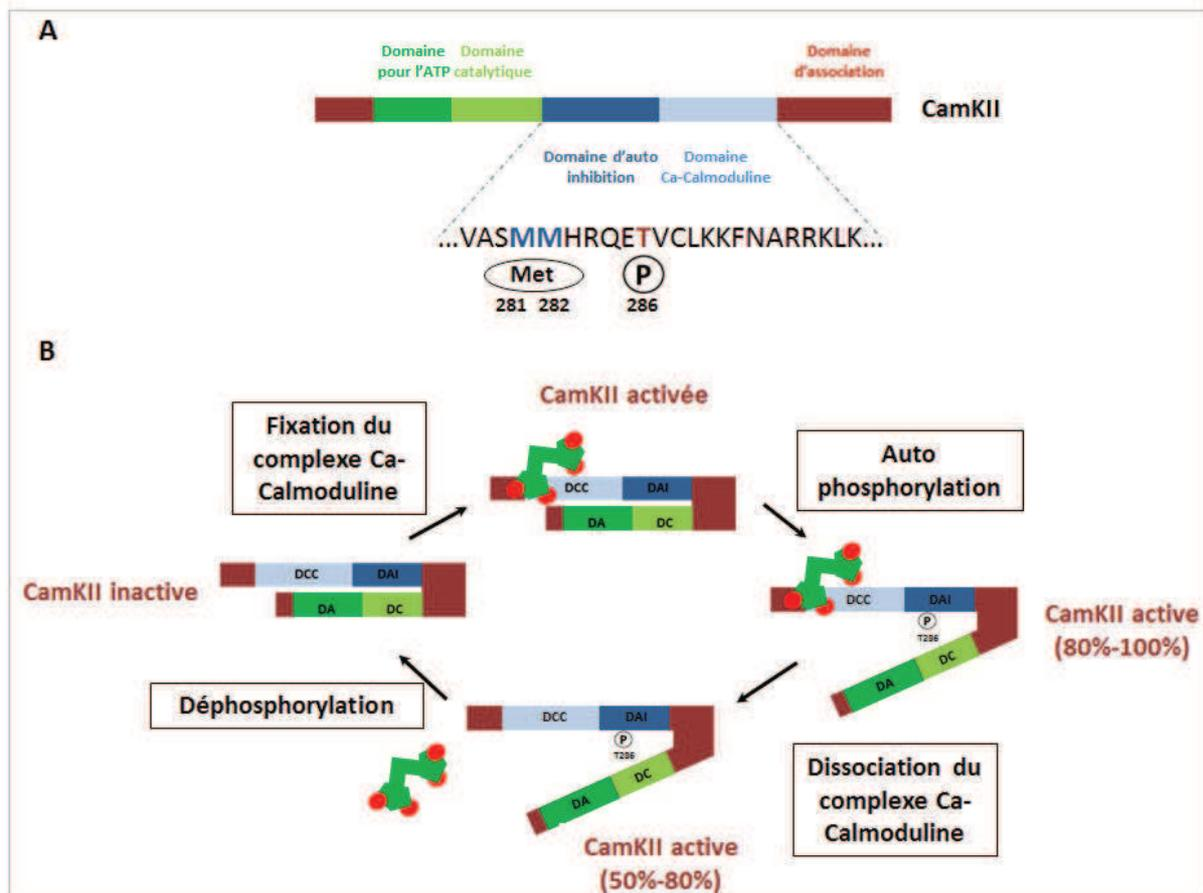 A
Domaine
pour l'ATP
Domaine
catalytique
Domaine
d'association
CamKII
Domaine d'auto
inhibition
Domaine
Ca-Calmoduline
...VASMMHRQETVCLKKFNARRKLK...
Met
P
281 282
286
B
CamKII activée
Fixation du
complexe Ca-
Calmoduline
DCC
DAI
DA
DC
Auto
phosphorylation
CamKII inactive
DCC
DAI
DA
DC
DCC
DAI
P
T286
DA
DC
CamKII active
(80%-100%)
Déphosphorylation
DCC
DAI
P
T286
DA
DC
CamKII active
(50%-80%)
Dissociation du
complexe Ca-
Calmoduline